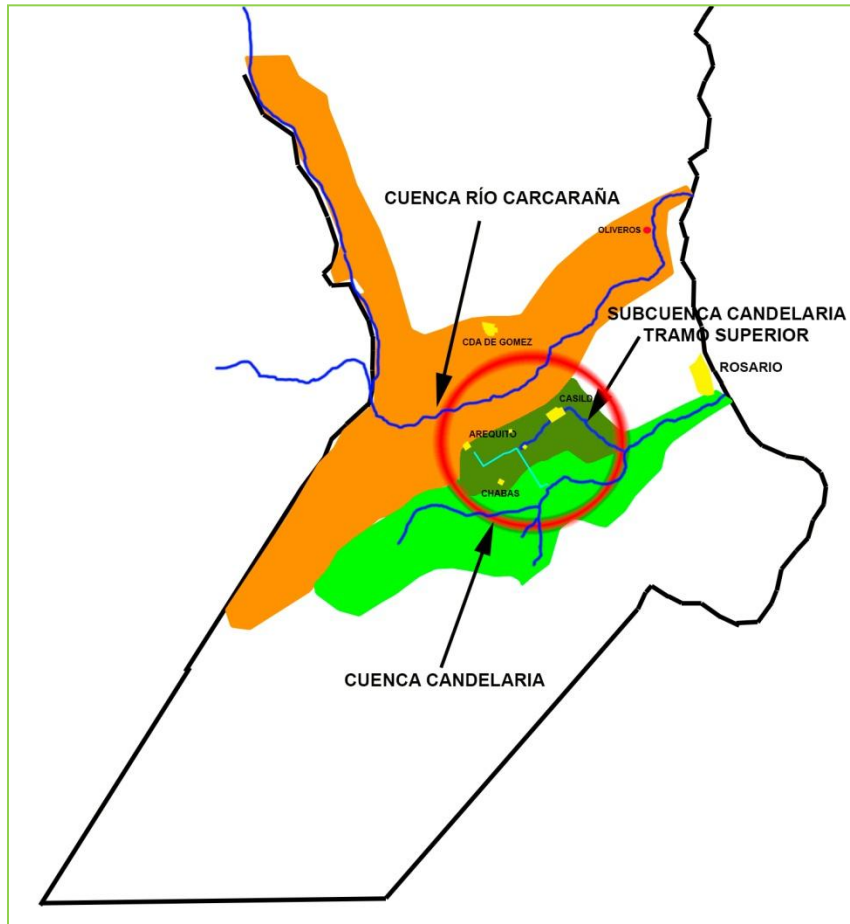 CUENCA RÍO CARCARAÑA
OLIVEROS
SUBCUENCA CANDELARIA
TRAMO SUPERIOR
CDA DE GOMEZ
ROSARIO
CASILD
AREQUITO
CHABAS
CUENCA CANDELARIA